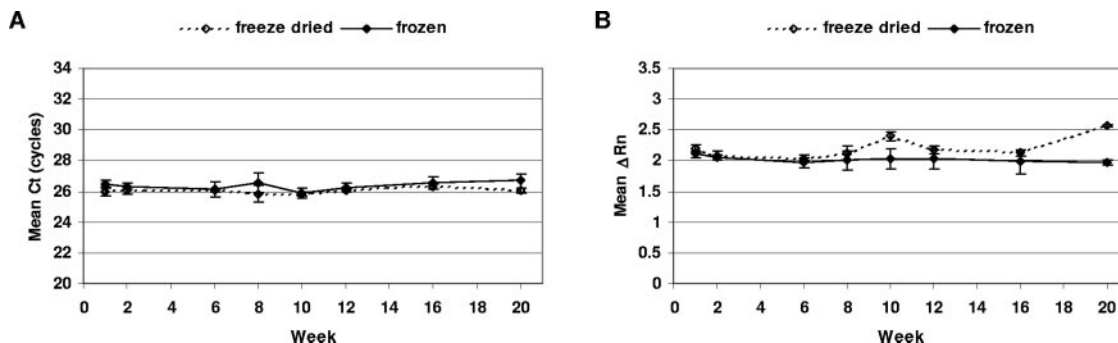 A
freeze dried frozen
Mean Ct (cycles)
34
32
30
28
26
24
22
20
0 2 4 6 8 10 12 14 16 18 20
Week
B
freeze dried frozen
Mean ΔRn
3.5
3
2.5
2
1.5
1
0.5
0
0 2 4 6 8 10 12 14 16 18 20
Week